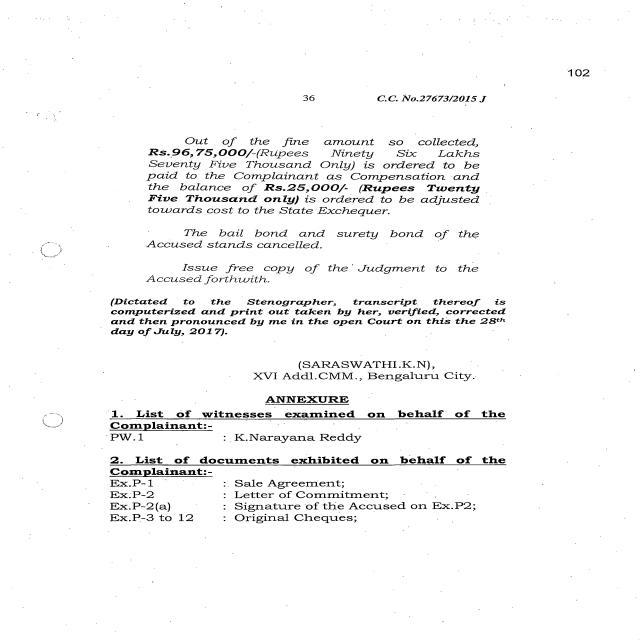 102
36 C.C. No.27673/2015 J
Out of the fine amount so collected,
Rs.96,75,000/-(Rupees Ninety Six Lakhs
Seventy Five Thousand Only) is ordered to be
paid to the Complainant as Compensation and
the balance of Rs.25,000/- (Rupees Twenty
Five Thousand only) is ordered to be adjusted
towards cost to the State Exchequer.
The bail bond and surety bond of the
Accused stands cancelled.
Issue free copy of the Judgment to the
Accused forthwith.
(Dictated to the Stenographer, transcript thereof is
computerized and print out taken by her, verified, corrected
and then pronounced by me in the open Court on this the 28th
day of July, 2017).
(SARASWATHI.K.N),
XVI Addl.CMM., Bengaluru City.
ANNEXURE
1. List of witnesses examined on behalf of the
Complainant:-
PW.1 : K.Narayana Reddy
2. List of documents exhibited on behalf of the
Complainant:-
Ex.P-1 : Sale Agreement;
Ex.P-2 : Letter of Commitment;
Ex.P-2(a) : Signature of the Accused on Ex.P2;
Ex.P-3 to 12 : Original Cheques;